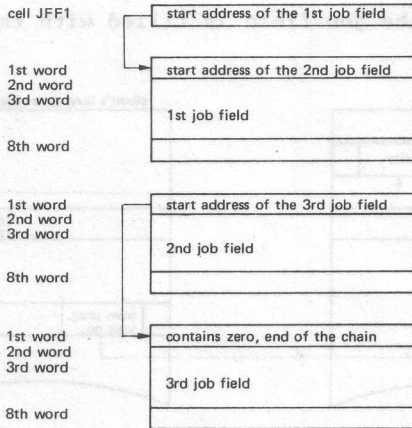 cell JFF1 start address of the 1st job field
1st word start address of the 2nd job field
2nd word
3rd word
1st job field
8th word
1st word start address of the 3rd job field
2nd word
3rd word
2nd job field
8th word
1st word contains zero, end of the chain
2nd word
3rd word
3rd job field
8th word